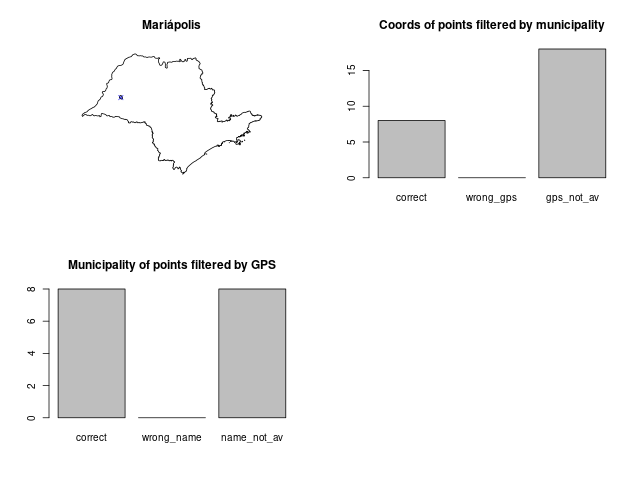 Mariápolis
Coords of points filtered by municipality
15
10
5
0
correct wrong_gps gps_not_av
Municipality of points filtered by GPS
8
6
4
2
0
correct wrong_name name_not_av